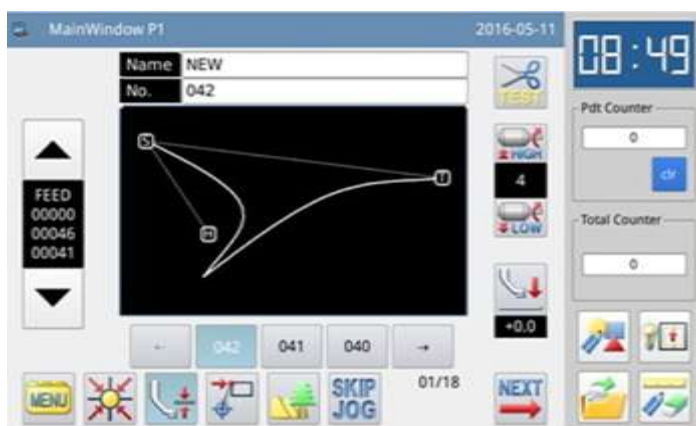 MainWindow P1
2016-05-11
08:49
Name NEW
No. 042
TEST
HIGH
4
LOW
+0.0
Pdt Counter
0
clr
Total Counter
0
FEED
00000
00046
00041
S
T
H
← 042 041 040 →
01/18
MENU
SKIP
JOG
NEXT